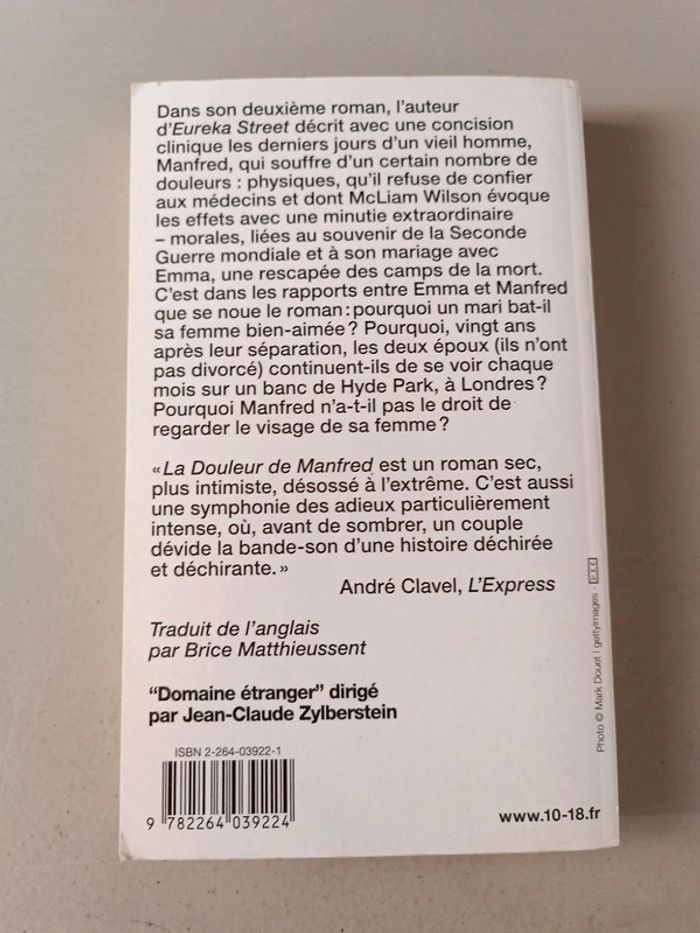 Dans son deuxième roman, l'auteur
d'Eureka Street décrit avec une concision
clinique les derniers jours d'un vieil homme,
Manfred, qui souffre d'un certain nombre de
douleurs : physiques, qu'il refuse de confier
aux médecins et dont McLiam Wilson évoque
les effets avec une minutie extraordinaire
– morales, liées au souvenir de la Seconde
Guerre mondiale et à son mariage avec
Emma, une rescapée des camps de la mort.
C'est dans les rapports entre Emma et Manfred
que se noue le roman : pourquoi un mari bat-il
sa femme bien-aimée ? Pourquoi, vingt ans
après leur séparation, les deux époux (ils n'ont
pas divorcé) continuent-ils de se voir chaque
mois sur un banc de Hyde Park, à Londres ?
Pourquoi Manfred n'a-t-il pas le droit de
regarder le visage de sa femme ?
« La Douleur de Manfred est un roman sec,
plus intimiste, désossé à l'extrême. C'est aussi
une symphonie des adieux particulièrement
intense, où, avant de sombrer, un couple
dévide la bande-son d'une histoire déchirée
et déchirante. »
André Clavel, L'Express
Traduit de l'anglais
par Brice Matthieussent
"Domaine étranger" dirigé
par Jean-Claude Zylberstein
ISBN 2-264-03922-1
9 782264 039224
www.10-18.fr
Photo © Mark Douet | gettyimages -